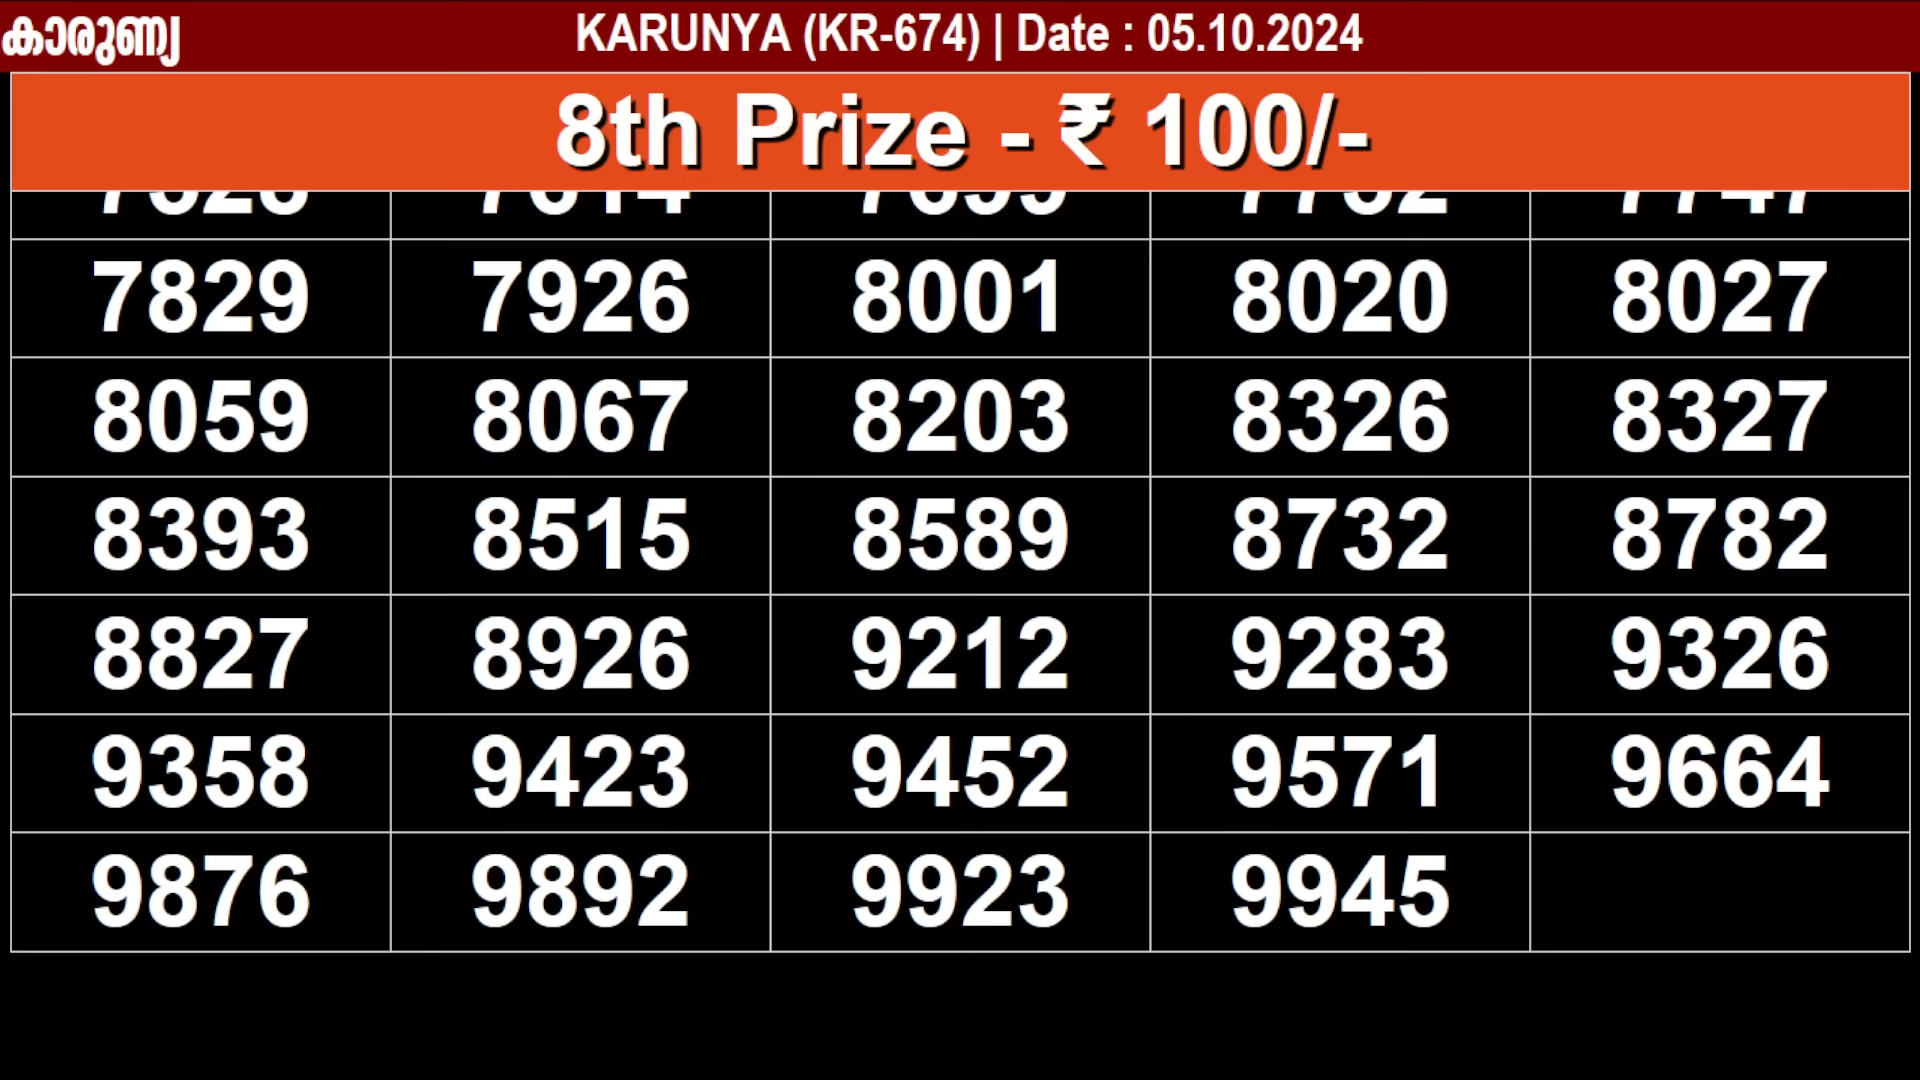 കാരുണ്യ KARUNYA (KR-674) | Date : 05.10.2024
8th Prize - ₹ 100/-
7829 7926 8001 8020 8027
8059 8067 8203 8326 8327
8393 8515 8589 8732 8782
8827 8926 9212 9283 9326
9358 9423 9452 9571 9664
9876 9892 9923 9945